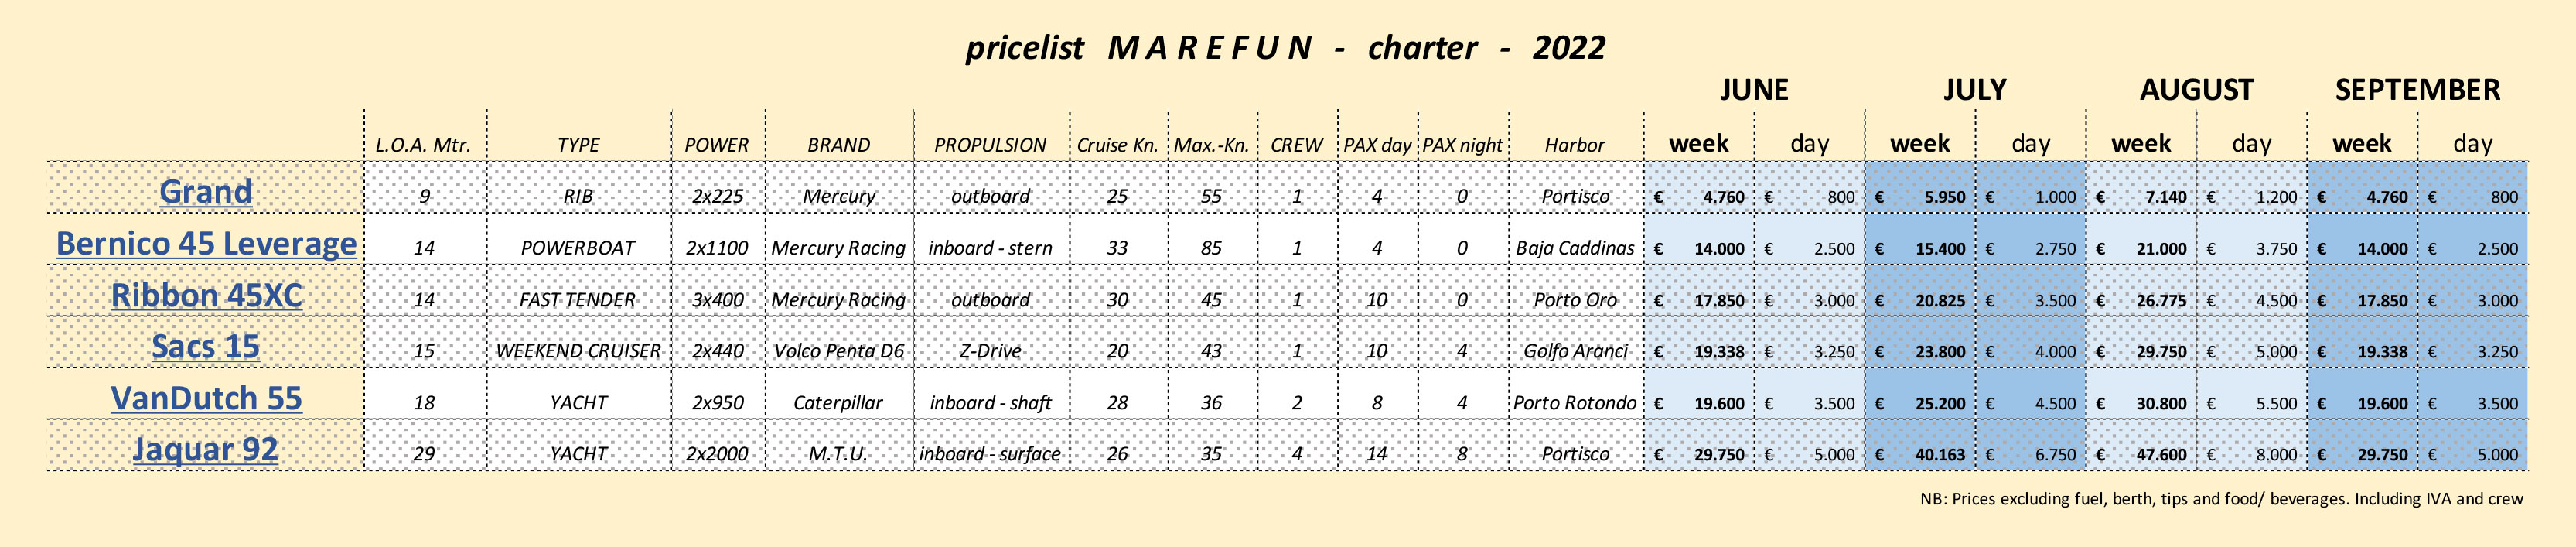 pricelist MAREFUN - charter - 2022
JUNE JULY AUGUST SEPTEMBER
L.O.A. Mtr. TYPE POWER BRAND PROPULSION Cruise Kn. Max.-Kn. CREW PAX day PAX night Harbor week day week day week day week day
Grand 9 RIB 2x225 Mercury outboard 25 55 1 4 0 Portisco € 4.760 € 800 € 5.950 € 1.000 € 7.140 € 1.200 € 4.760 € 800
Bernico 45 Leverage 14 POWERBOAT 2x1100 Mercury Racing inboard - stern 33 85 1 4 0 Baja Caddinas € 14.000 € 2.500 € 15.400 € 2.750 € 21.000 € 3.750 € 14.000 € 2.500
Ribbon 45XC 14 FAST TENDER 3x400 Mercury Racing outboard 30 45 1 10 0 Porto Oro € 17.850 € 3.000 € 20.825 € 3.500 € 26.775 € 4.500 € 17.850 € 3.000
Sacs 15 15 WEEKEND CRUISER 2x440 Volco Penta D6 Z-Drive 20 43 1 10 4 Golfo Aranci € 19.338 € 3.250 € 23.800 € 4.000 € 29.750 € 5.000 € 19.338 € 3.250
VanDutch 55 18 YACHT 2x950 Caterpillar inboard - shaft 28 36 2 8 4 Porto Rotondo € 19.600 € 3.500 € 25.200 € 4.500 € 30.800 € 5.500 € 19.600 € 3.500
Jaquar 92 29 YACHT 2x2000 M.T.U. inboard - surface 26 35 4 14 8 Portisco € 29.750 € 5.000 € 40.163 € 6.750 € 47.600 € 8.000 € 29.750 € 5.000
NB: Prices excluding fuel, berth, tips and food/ beverages. Including IVA and crew